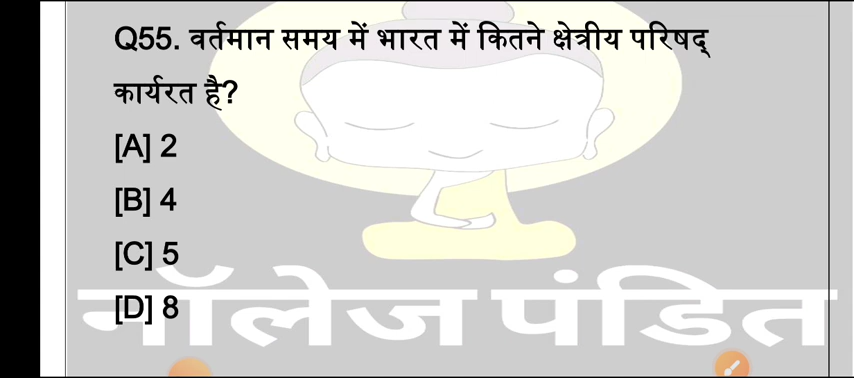 Q55. वर्तमान समय में भारत में कितने क्षेत्रीय परिषद्
कार्यरत है?
[A] 2
[B] 4
[C] 5
[D] 8
नॉलेज पंडित